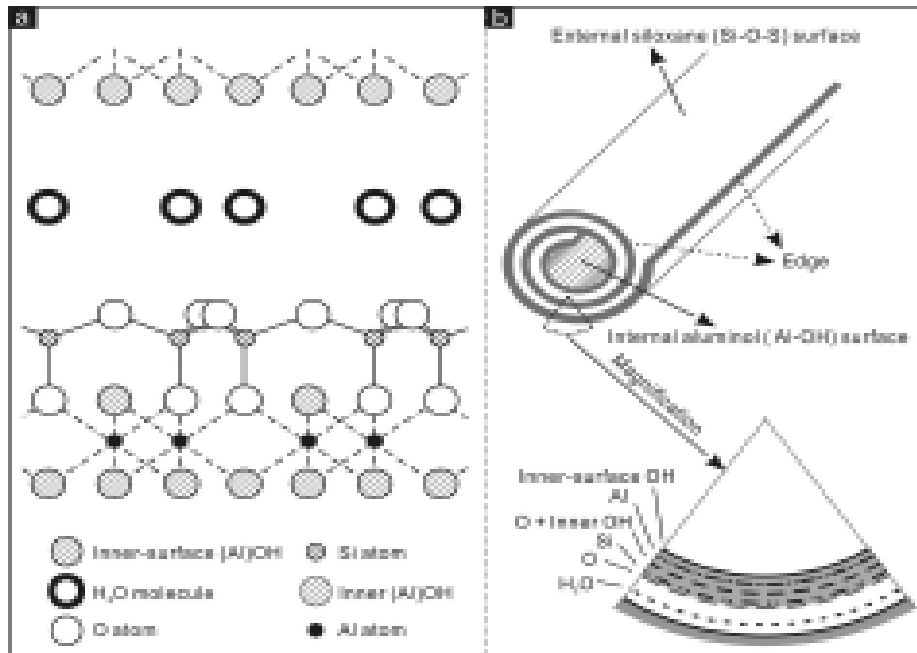 a
Inner-surface (Al)OH
Si atom
H₂O molecule
Inner (Al)OH
O atom
Al atom
b
External siloxane (Si-O-S) surface
Edge
Internal aluminol (Al-OH) surface
Magnification
Inner-surface OH
Al
O + Inner OH
Si
O
H₂O